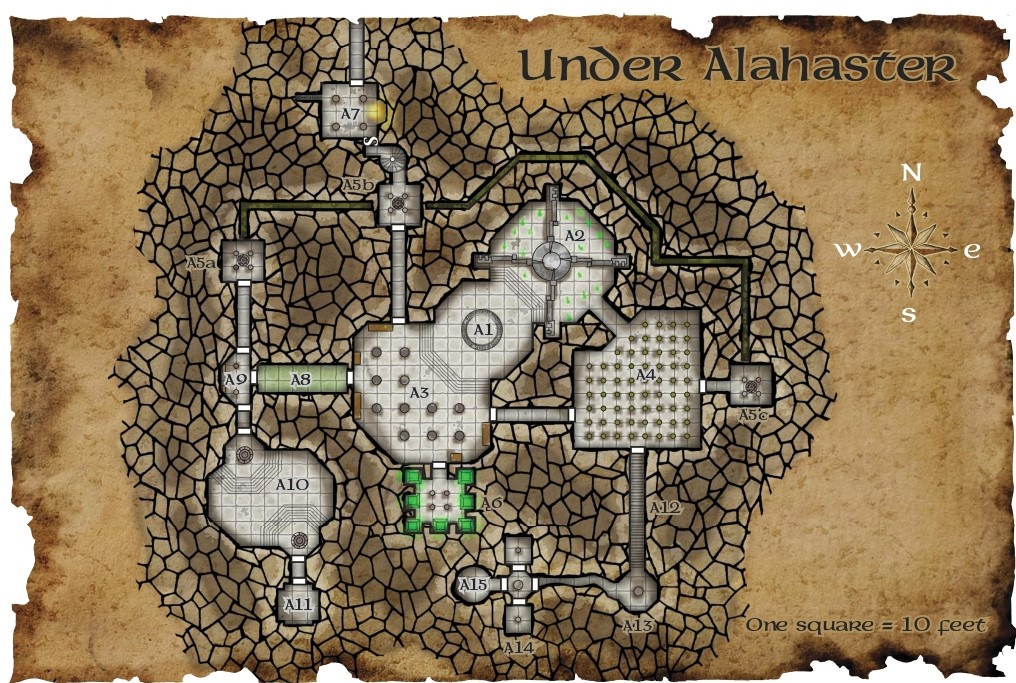 Under Alahaster
A7
S
A5b
N
A2
W
e
A5a
S
A1
A9
A8
A3
A4
A5c
A10
A6
A12
A15
A11
A13
One square = 10 feet
A14